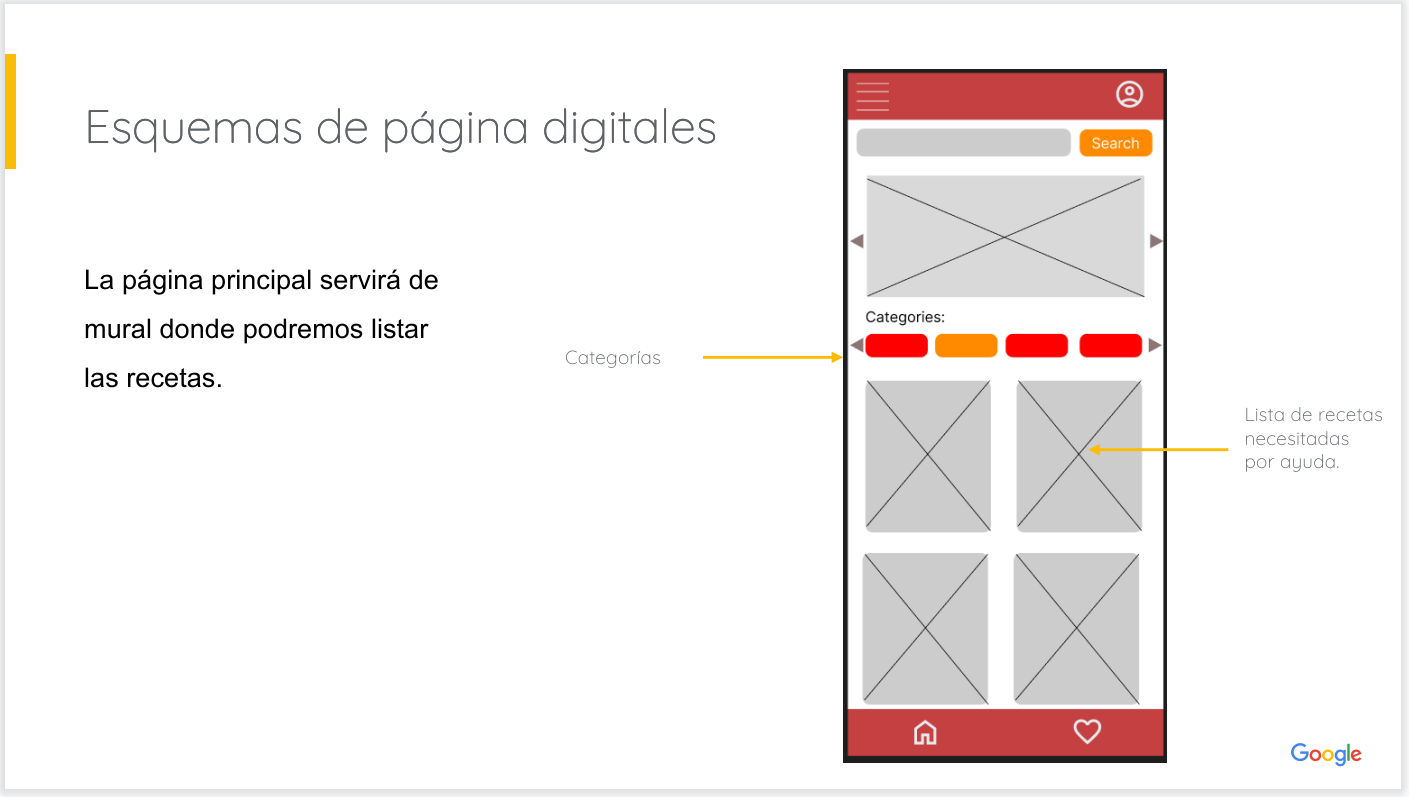 Esquemas de página digitales
La página principal servirá de
mural donde podremos listar
las recetas.
Categorías
Search
Categories:
Lista de recetas
necesitadas
por ayuda.
Google